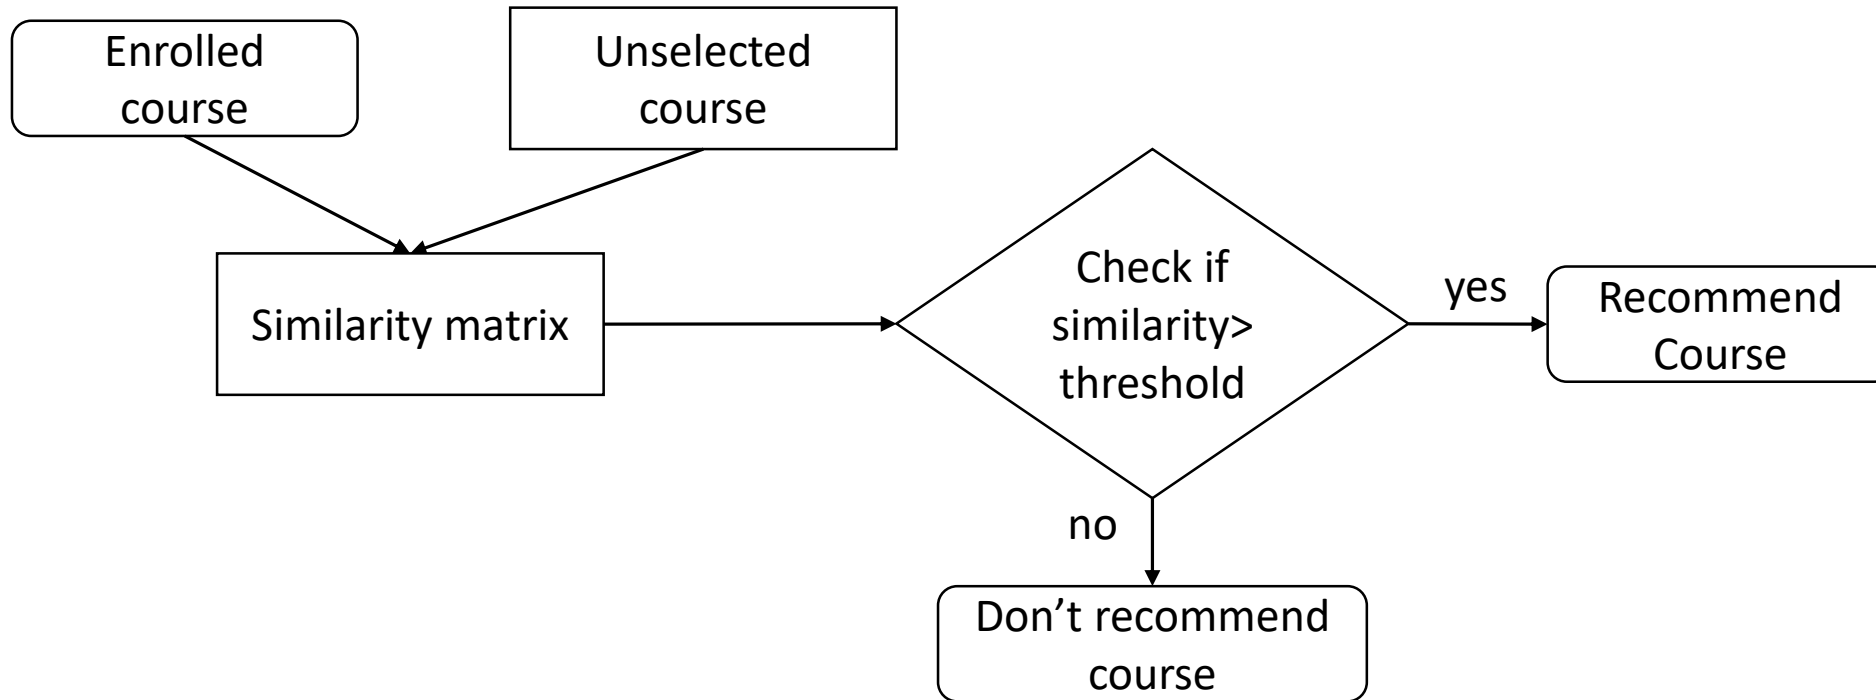 Enrolled
course
Unselected
course
Similarity matrix
Check if
similarity>
threshold
yes
Recommend
Course
no
Don’t recommend
course